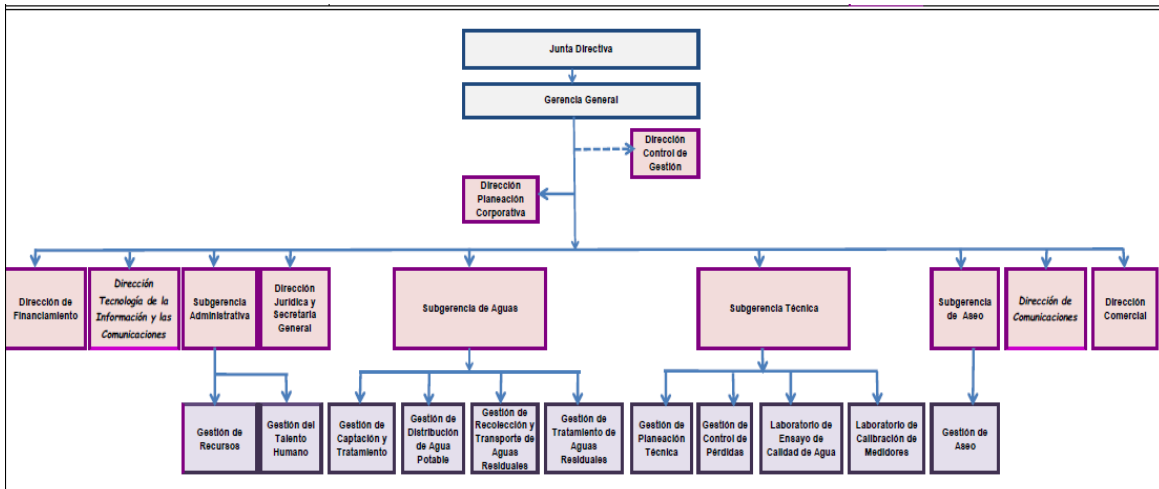 Junta Directiva
Gerencia General
Dirección
Control de
Gestión
Dirección
Planeación
Corporativa
Dirección de
Financiamiento
Dirección
Tecnología de la
Información y las
Comunicaciones
Subgerencia
Administrativa
Dirección
Jurídica y
Secretaria
General
Subgerencia de Aguas
Subgerencia Técnica
Subgerencia
de Aseo
Dirección de
Comunicaciones
Dirección
Comercial
Gestión de
Recursos
Gestión del
Talento
Humano
Gestión de
Captación y
Tratamiento
Gestión de
Distribución
de Agua
Potable
Gestión de
Recolección y
Transporte de
Aguas
Residuales
Gestión de
Tratamiento de
Aguas
Residuales
Gestión de
Planeación
Técnica
Gestión de
Control de
Pérdidas
Laboratorio de
Ensayo de
Calidad de Agua
Laboratorio de
Calibración de
Medidores
Gestión de
Aseo